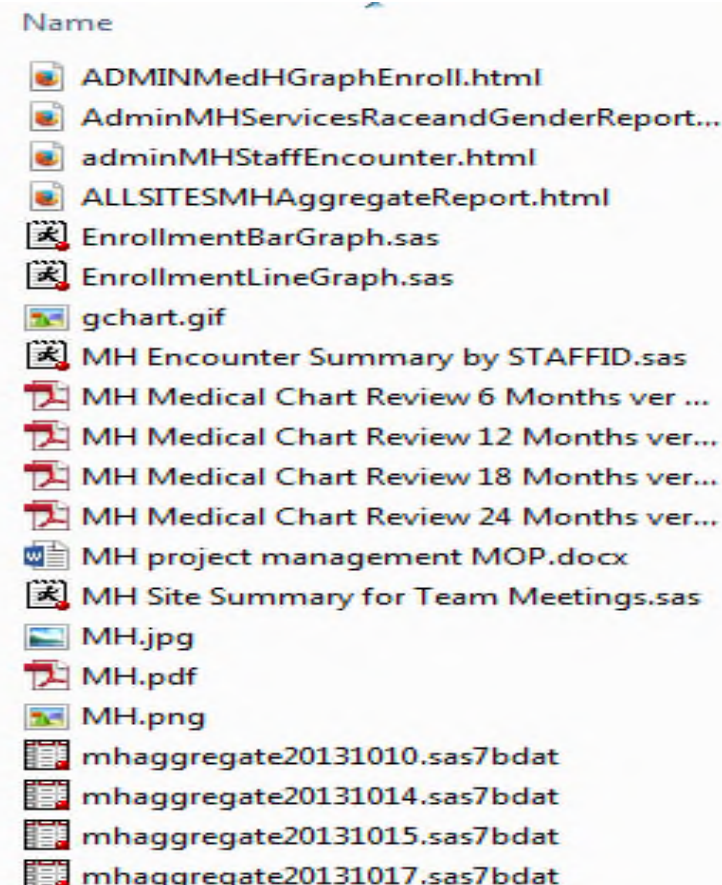 Name
ADMINMedHGraphEnroll.html
AdminMHServicesRaceandGenderReport...
adminMHStaffEncounter.html
ALLSITESMHAggregateReport.html
EnrollmentBarGraph.sas
EnrollmentLineGraph.sas
gchart.gif
MH Encounter Summary by STAFFID.sas
MH Medical Chart Review 6 Months ver ...
MH Medical Chart Review 12 Months ver...
MH Medical Chart Review 18 Months ver...
MH Medical Chart Review 24 Months ver...
MH project management MOP.docx
MH Site Summary for Team Meetings.sas
MH.jpg
MH.pdf
MH.png
mhaggregate20131010.sas7bdat
mhaggregate20131014.sas7bdat
mhaggregate20131015.sas7bdat
mhaggregate20131017.sas7bdat